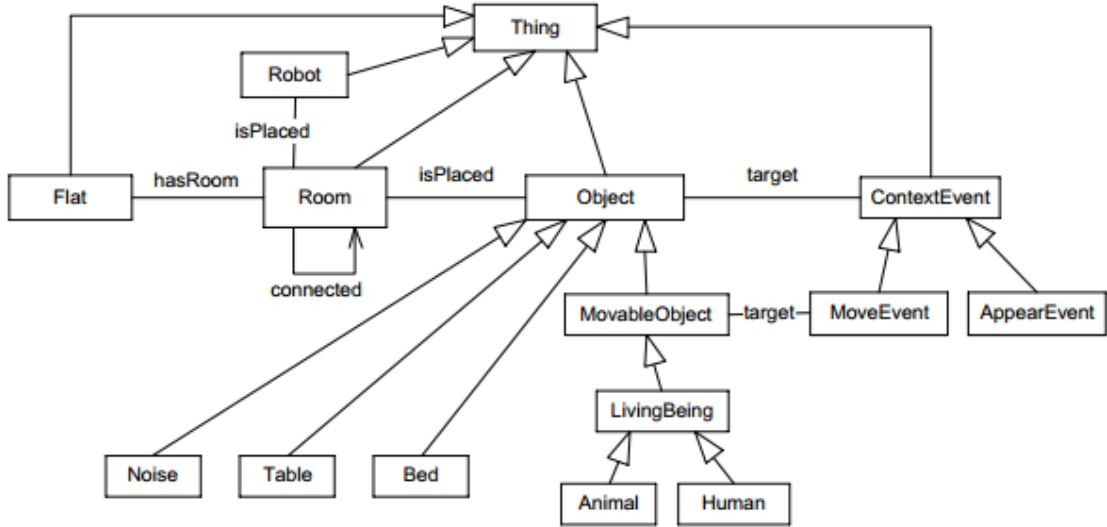 Thing
Robot
isPlaced
Flat
hasRoom
Room
isPlaced
Object
target
ContextEvent
connected
MovableObject
target
MoveEvent
AppearEvent
LivingBeing
Noise
Table
Bed
Animal
Human